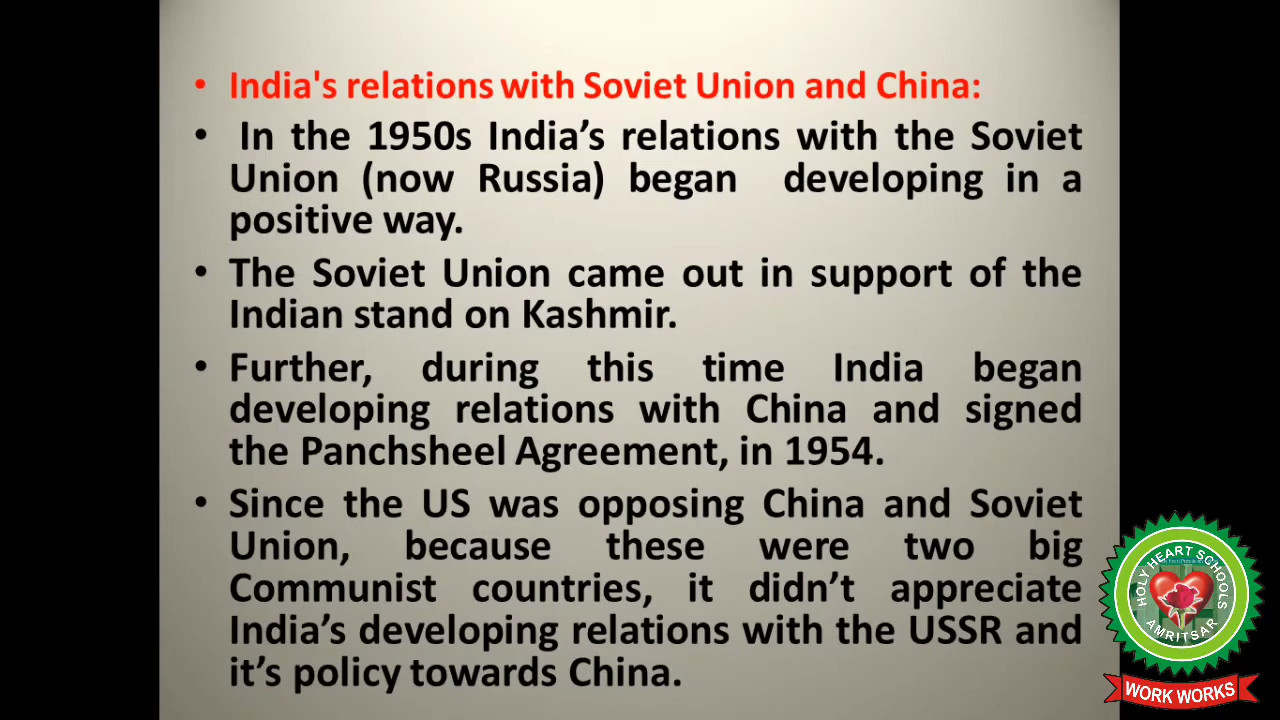 • India's relations with Soviet Union and China:
• In the 1950s India’s relations with the Soviet
Union (now Russia) began developing in a
positive way.
• The Soviet Union came out in support of the
Indian stand on Kashmir.
• Further, during this time India began
developing relations with China and signed
the Panchsheel Agreement, in 1954.
• Since the US was opposing China and Soviet
Union, because these were two big
Communist countries, it didn’t appreciate
India’s developing relations with the USSR and
it’s policy towards China.
HOLY HEART SCHOOLS
AMRITSAR
WORK WORKS